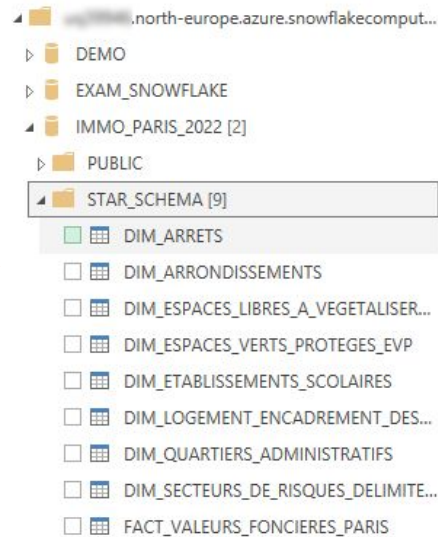 .north-europe.azure.snowflakecomput...
DEMO
EXAM_SNOWFLAKE
IMMO_PARIS_2022 [2]
PUBLIC
STAR_SCHEMA [9]
DIM_ARRETS
DIM_ARRONDISSEMENTS
DIM_ESPACES_LIBRES_A_VEGETALISER...
DIM_ESPACES_VERTS_PROTEGES_EVP
DIM_ETABLISSEMENTS_SCOLAIRES
DIM_LOGEMENT_ENCADREMENT_DES...
DIM_QUARTIERS_ADMINISTRATIFS
DIM_SECTEURS_DE_RISQUES_DELIMITE...
FACT_VALEURS_FONCIERES_PARIS